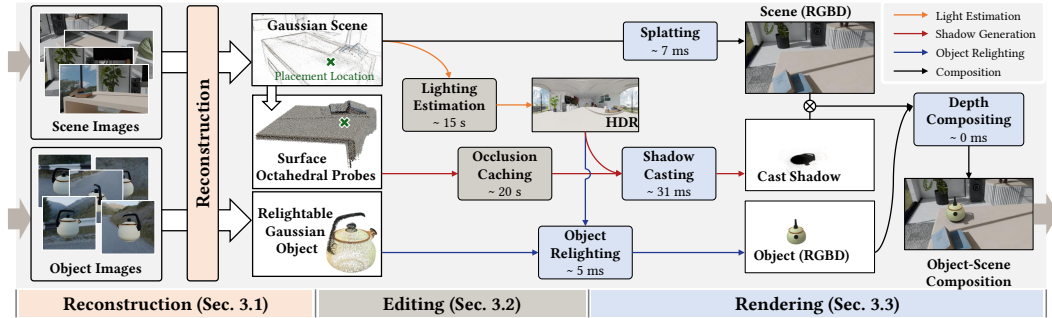 Scene Images
Object Images
Reconstruction
Gaussian Scene
Placement Location
Surface
Octahedral Probes
Relightable
Gaussian
Object
Lighting
Estimation
~ 15 s
HDR
Occlusion
Caching
~ 20 s
Splatting
~ 7 ms
Shadow
Casting
~ 31 ms
Object
Relighting
~ 5 ms
Scene (RGBD)
Cast Shadow
Object (RGBD)
Light Estimation
Shadow Generation
Object Relighting
Composition
Depth
Compositing
~ 0 ms
Object-Scene
Composition
Reconstruction (Sec. 3.1)
Editing (Sec. 3.2)
Rendering (Sec. 3.3)